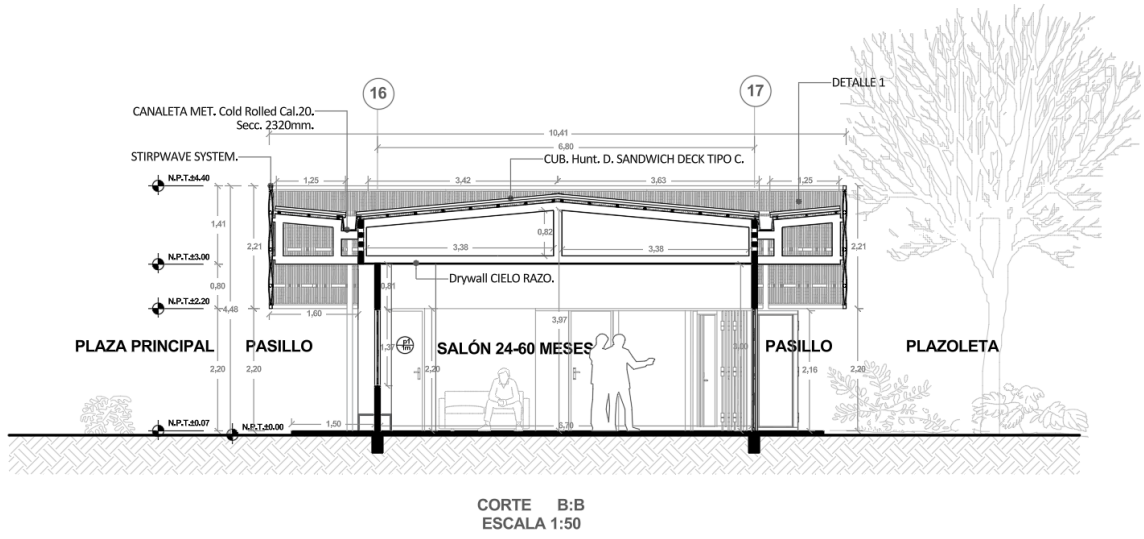 16
17
DETALLE 1
CANALETA MET. Cold Rolled Cal.20.
Secc. 2320mm.
10,41
6,80
STIRPWAVE SYSTEM.
CUB. Hunt. D. SANDWICH DECK TIPO C.
N.P.T.±4.40
1,25
3,42
3,63
1,25
1,41
2,21
0,82
2,21
3,38
3,38
N.P.T.±3.00
Drywall CIELO RAZO.
0,80
0,81
N.P.T.±2.20
4,48
1,60
3,97
PLAZA PRINCIPAL
PASILLO
1,37
SALÓN 24-60 MESES
3,00
PASILLO
PLAZOLETA
2,20
2,20
2,20
2,16
2,20
N.P.T.±0.07
N.P.T.±0.00
1,50
6,70
CORTE B:B
ESCALA 1:50